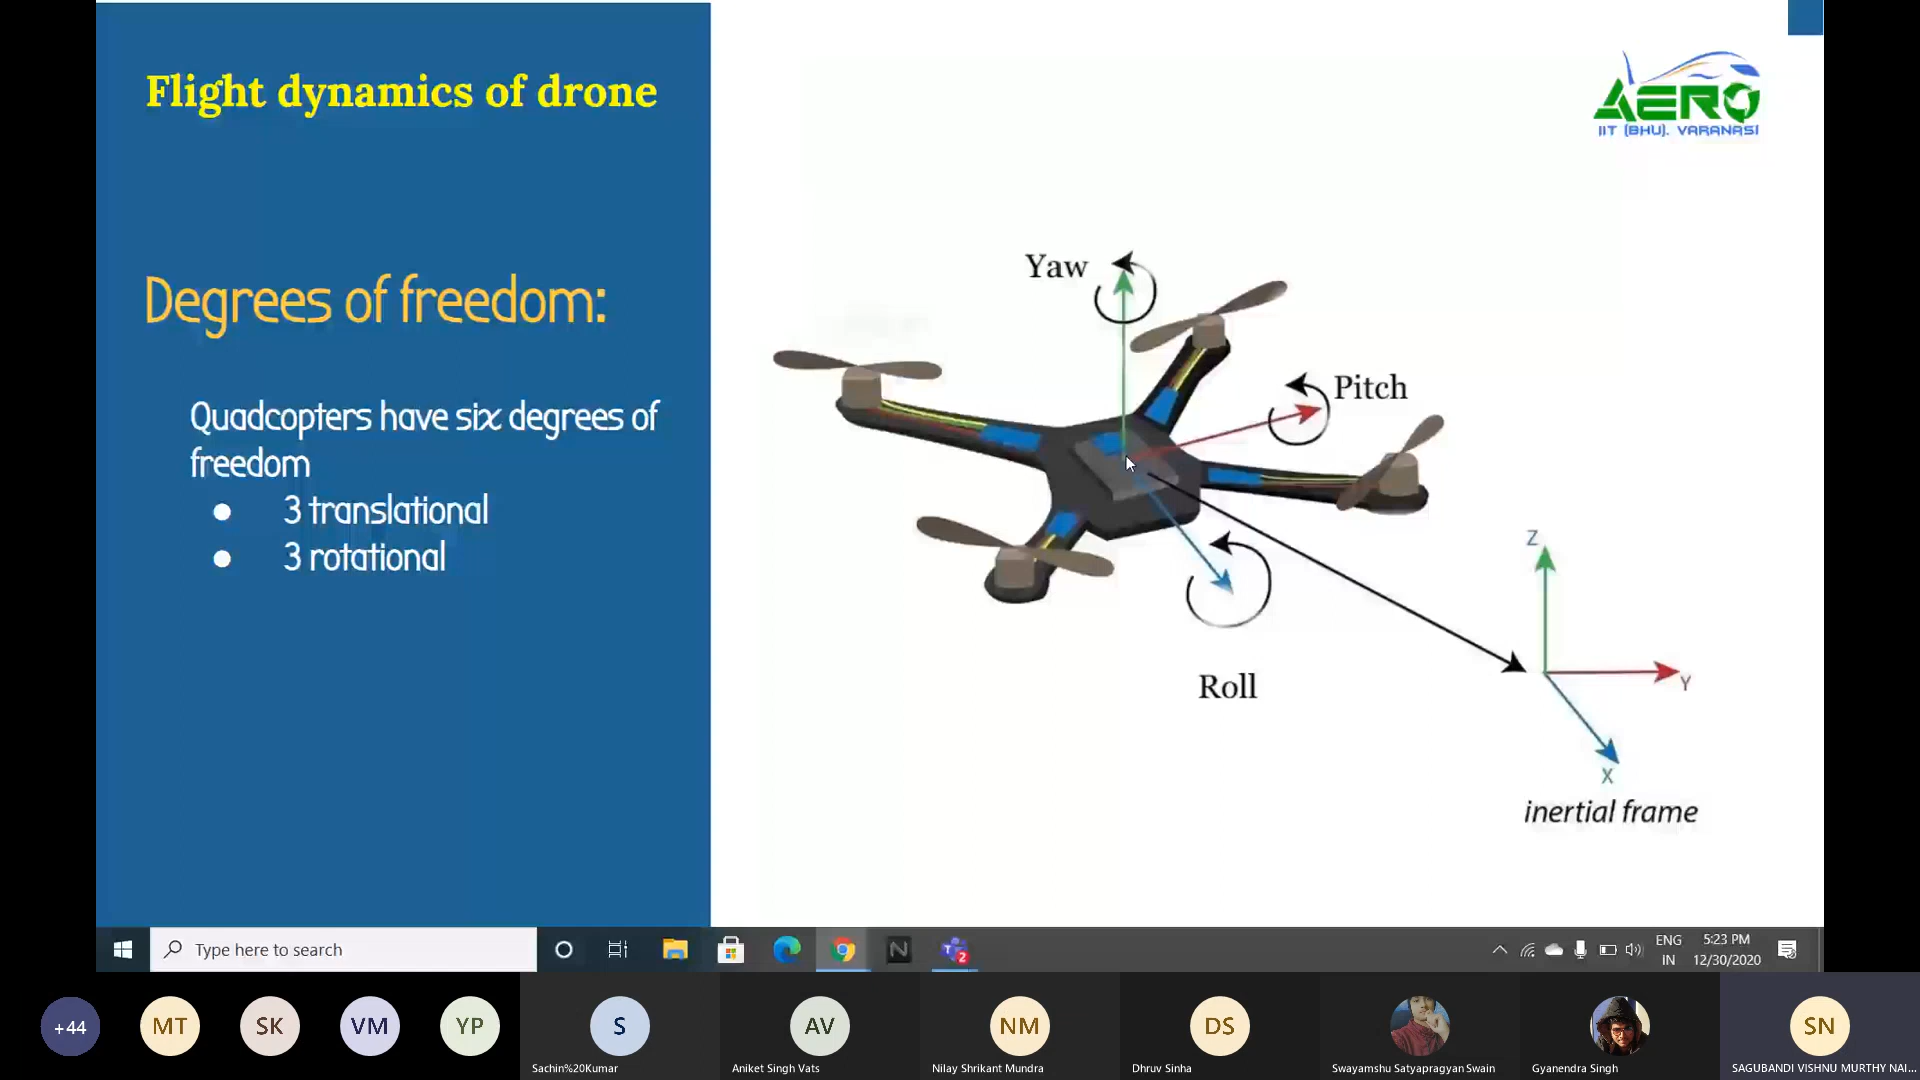 Flight dynamics of drone
AERO
IIT (BHU). VARANASI
Degrees of freedom:
Quadcopters have six degrees of
freedom
● 3 translational
● 3 rotational
Yaw
Pitch
Roll
Z
Y
X
inertial frame
Type here to search
N
T
2
ENG
IN
5:23 PM
12/30/2020
+44
MT
SK
VM
YP
S
Sachin%20Kumar
AV
Aniket Singh Vats
NM
Nilay Shrikant Mundra
DS
Dhruv Sinha
Swayamshu Satyapragyan Swain
Gyanendra Singh
SN
SAGUBANDI VISHNU MURTHY NAI...